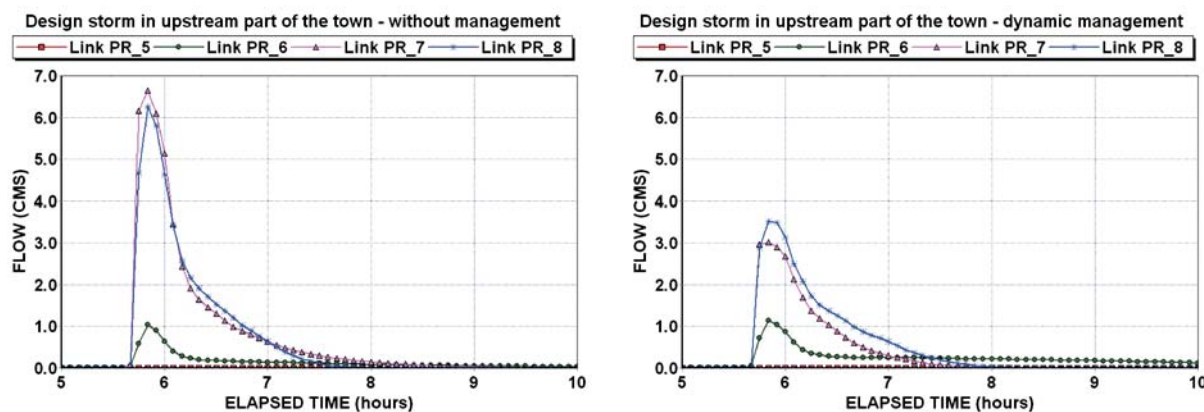 Design storm in upstream part of the town - without management
Link PR_5 Link PR_6 Link PR_7 Link PR_8
7.0
6.0
5.0
4.0
3.0
2.0
1.0
0.0
FLOW (CMS)
5 6 7 8 9 10
ELAPSED TIME (hours)
Design storm in upstream part of the town - dynamic management
Link PR_5 Link PR_6 Link PR_7 Link PR_8
7.0
6.0
5.0
4.0
3.0
2.0
1.0
0.0
FLOW (CMS)
5 6 7 8 9 10
ELAPSED TIME (hours)